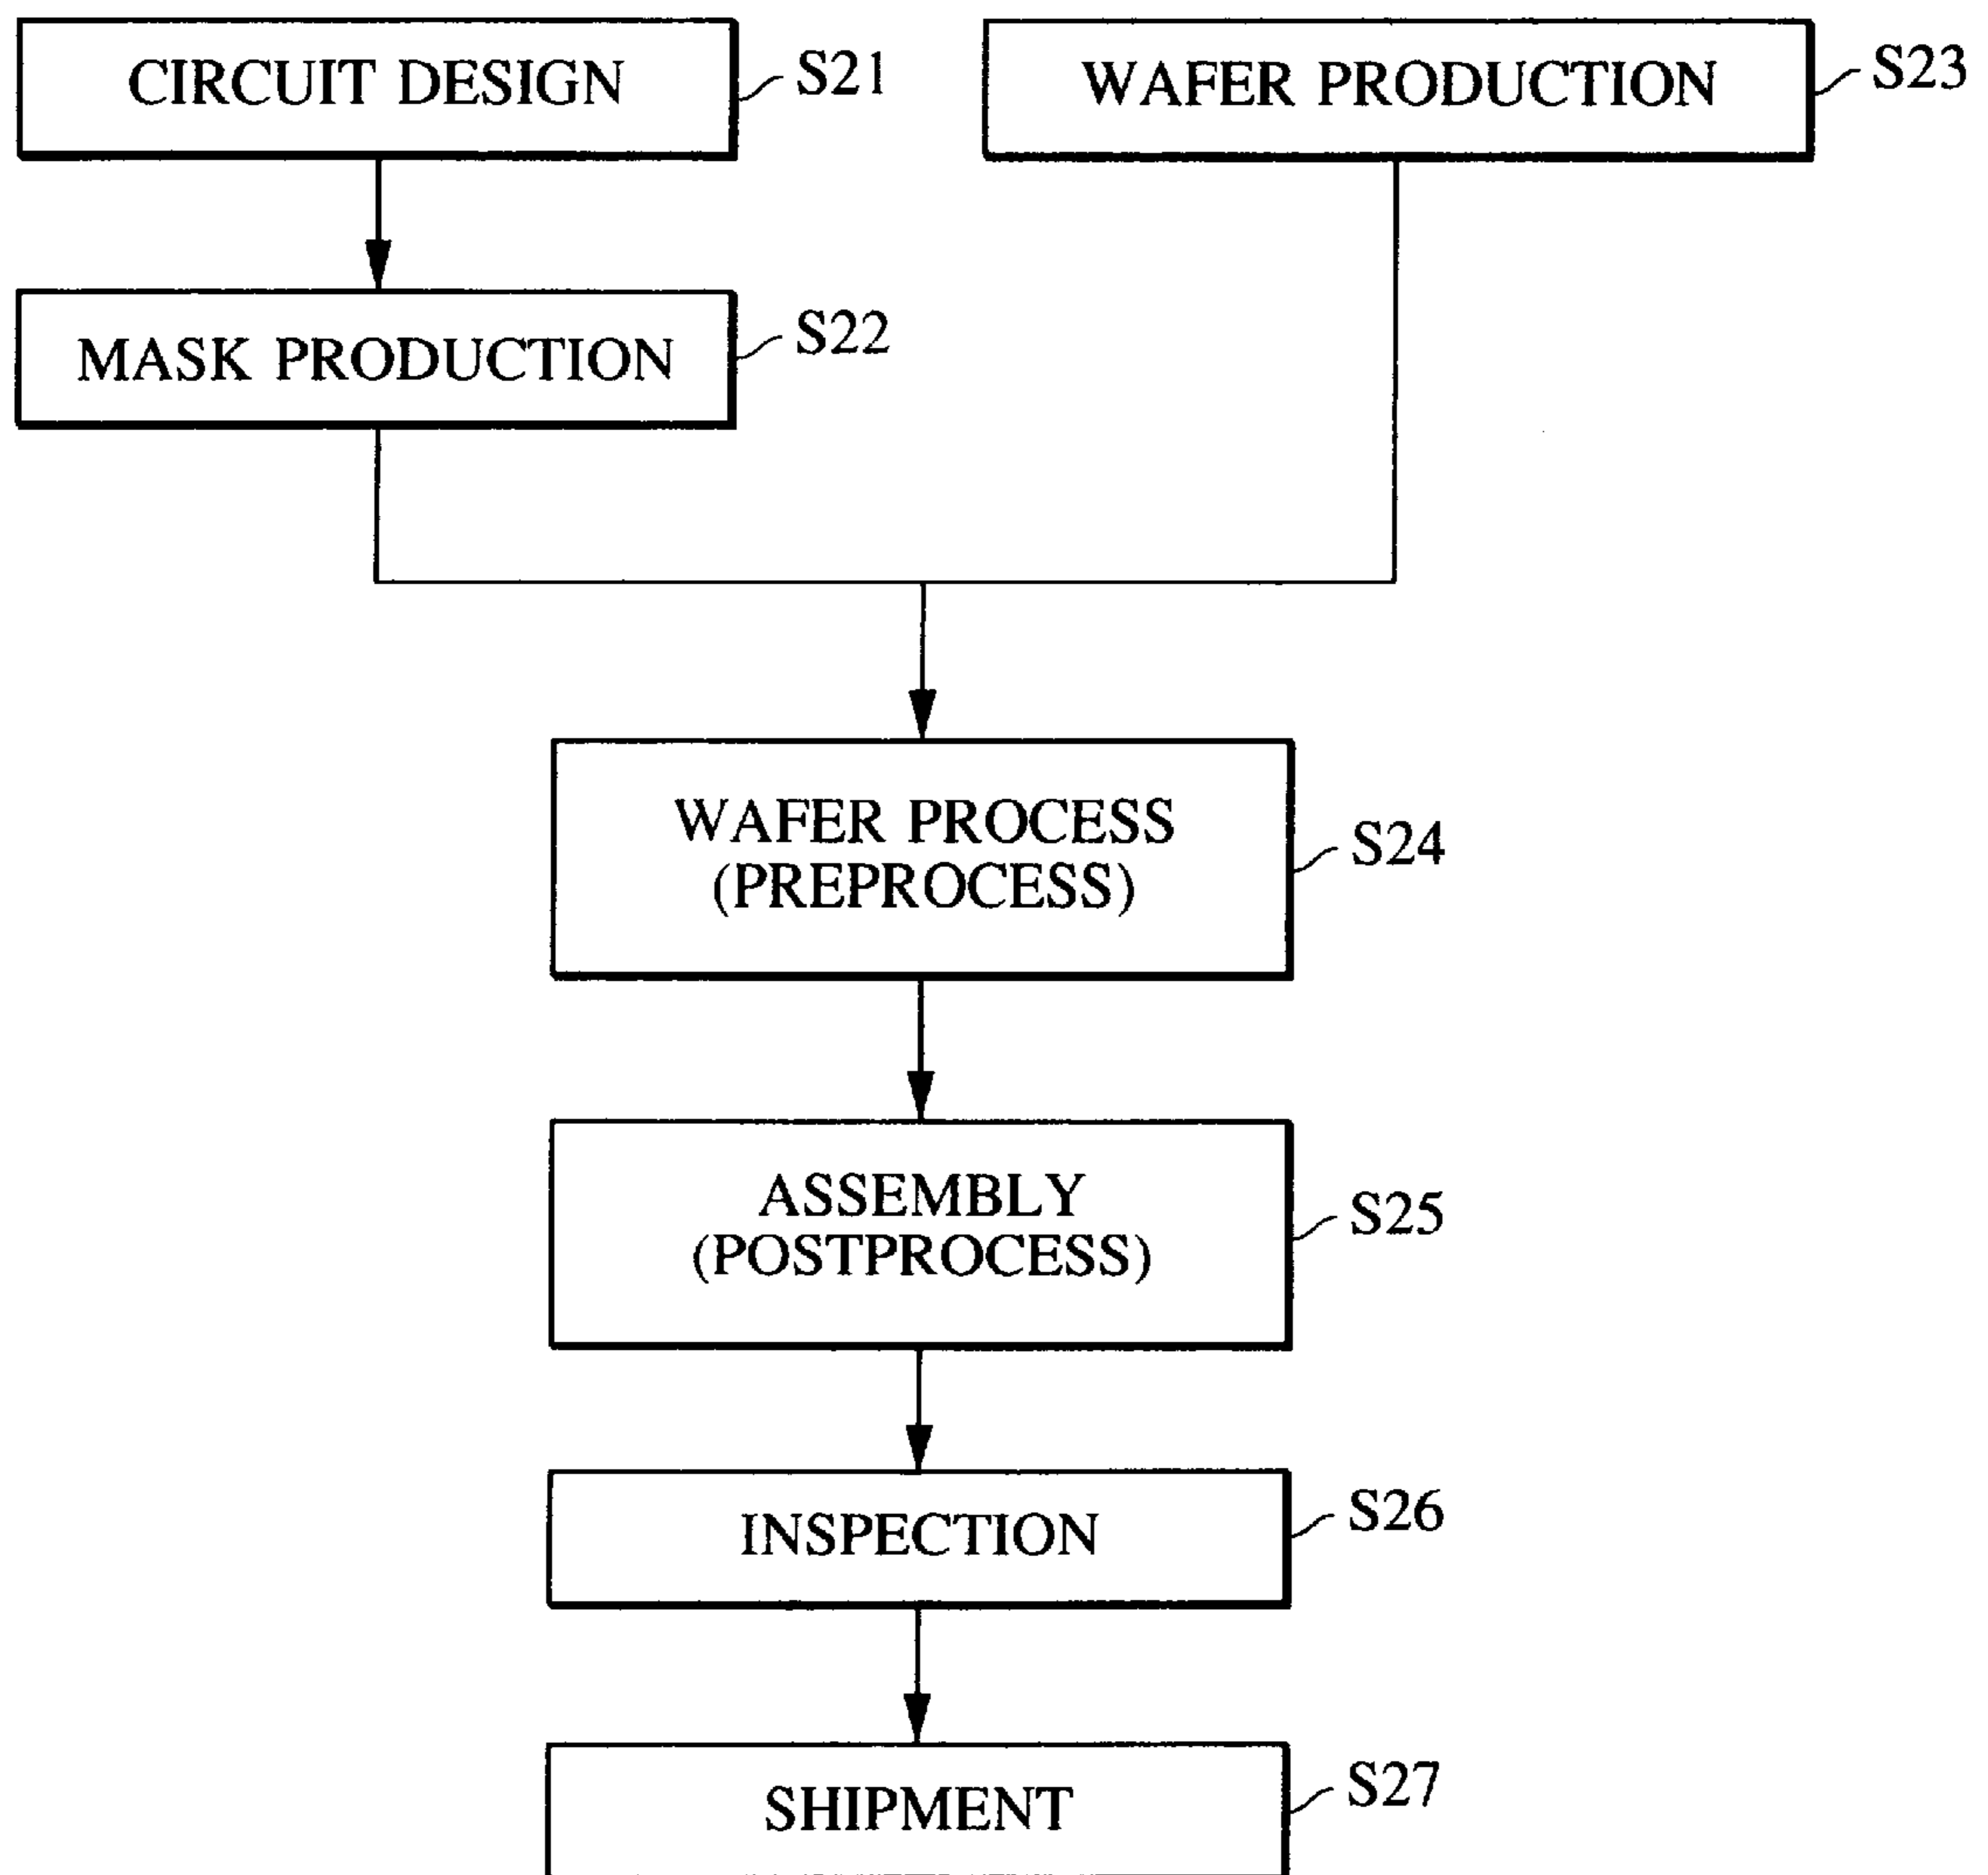 CIRCUIT DESIGN
S21
WAFER PRODUCTION
S23
MASK PRODUCTION
S22
WAFER PROCESS
(PREPROCESS)
S24
ASSEMBLY
(POSTPROCESS)
S25
INSPECTION
S26
SHIPMENT
S27